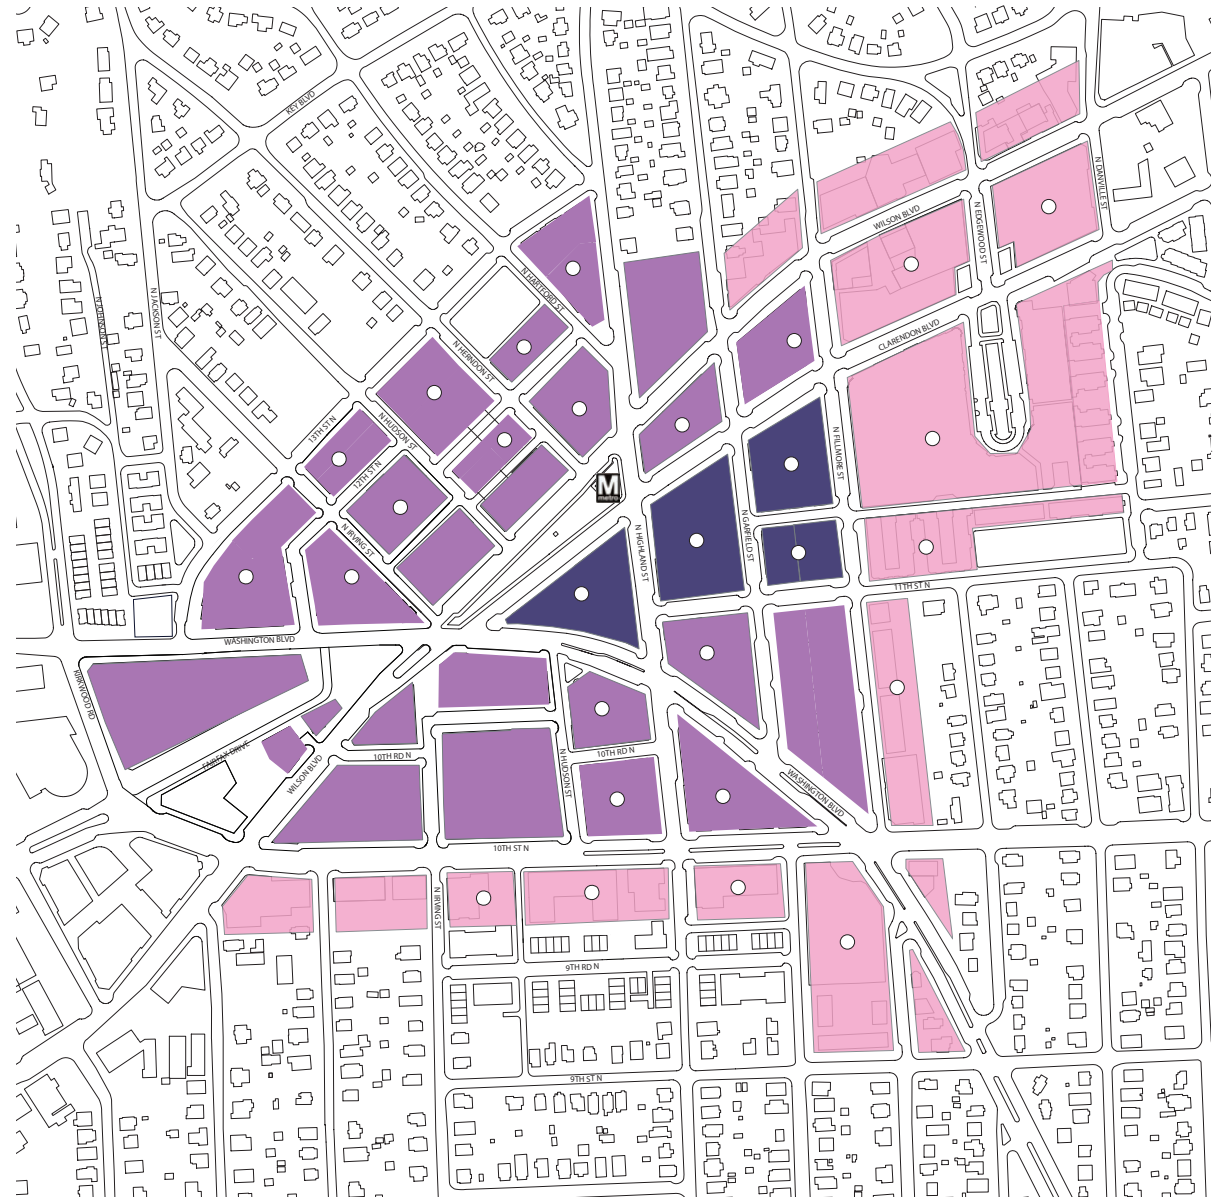 KEY BLVD
N DANVILLE ST
WILSON BLVD
N EDGEWOOD ST
N HARTFORD ST
N JOHNSON ST
N JACKSON ST
CLARENDON BLVD
N HERNDON ST
13TH ST N
N HUDSON ST
12TH ST N
N FILLMORE ST
M
metro
N IRVING ST
N HIGHLAND ST
N GARFIELD ST
11TH ST N
WASHINGTON BLVD
KIRKWOOD RD
FAIRFAX DRIVE
WILSON BLVD
10TH RD N
N HUDSON ST
10TH RD N
WASHINGTON BLVD
10TH ST N
N IRVING ST
9TH RD N
9TH ST N